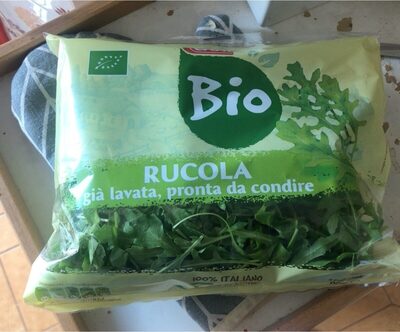 Bio
RUCOLA
già lavata, pronta da condire
100% ITALIANO